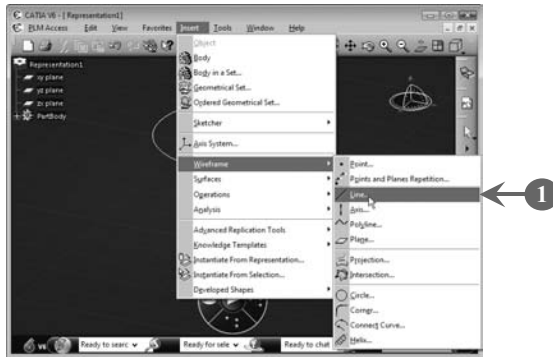 CATIA V6 - [Representation1]
PLM Access Edit View Favorites Insert Tools Window Help
Representation1
xy plane
yz plane
zx plane
PartBody
Object
Body
Body in a Set...
Geometrical Set...
Ordered Geometrical Set...
Sketcher
Axis System...
Wireframe
Surfaces
Operations
Analysis
Advanced Replication Tools
Knowledge Templates
Instantiate From Representation...
Instantiate From Selection...
Developed Shapes
Point...
Points and Planes Repetition...
Line...
Axis...
Polyline...
Plane...
Projection...
Intersection...
Circle...
Corner...
Connect Curve...
Helix...
1
V6 Ready to searc Ready for sele Ready to chat